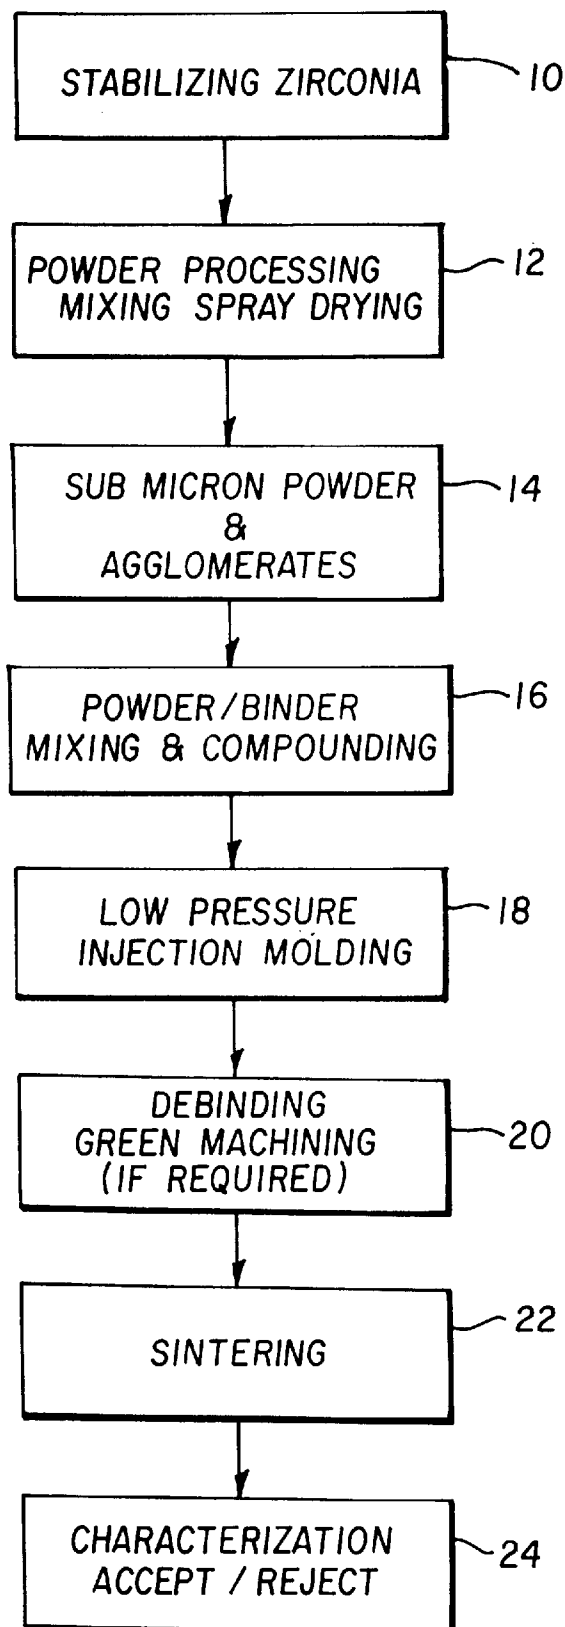 STABILIZING ZIRCONIA
10
POWDER PROCESSING
MIXING SPRAY DRYING
12
SUB MICRON POWDER
&
AGGLOMERATES
14
POWDER/BINDER
MIXING & COMPOUNDING
16
LOW PRESSURE
INJECTION MOLDING
18
DEBINDING
GREEN MACHINING
(IF REQUIRED)
20
SINTERING
22
CHARACTERIZATION
ACCEPT / REJECT
24